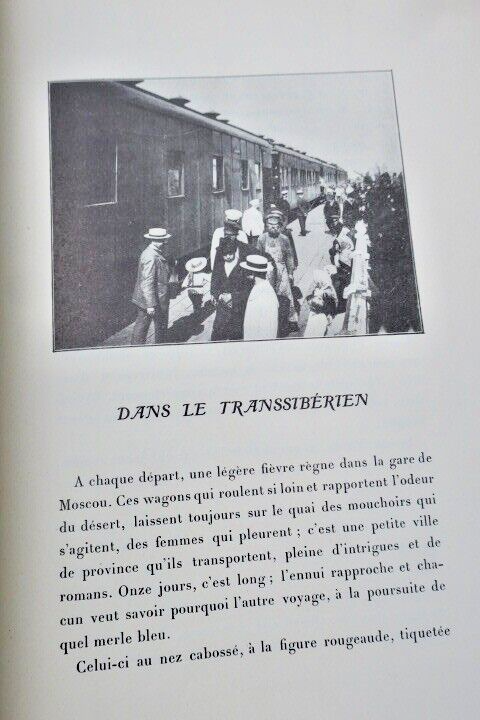 DANS LE TRANSSIBÉRIEN
A chaque départ, une légère fièvre règne dans la gare de
Moscou. Ces wagons qui roulent si loin et rapportent l'odeur
du désert, laissent toujours sur le quai des mouchoirs qui
s'agitent, des femmes qui pleurent ; c'est une petite ville
de province qu'ils transportent, pleine d'intrigues et de
romans. Onze jours, c'est long ; l'ennui rapproche et cha-
cun veut savoir pourquoi l'autre voyage, à la poursuite de
quel merle bleu.
Celui-ci au nez cabossé, à la figure rougeaude, tiquetée